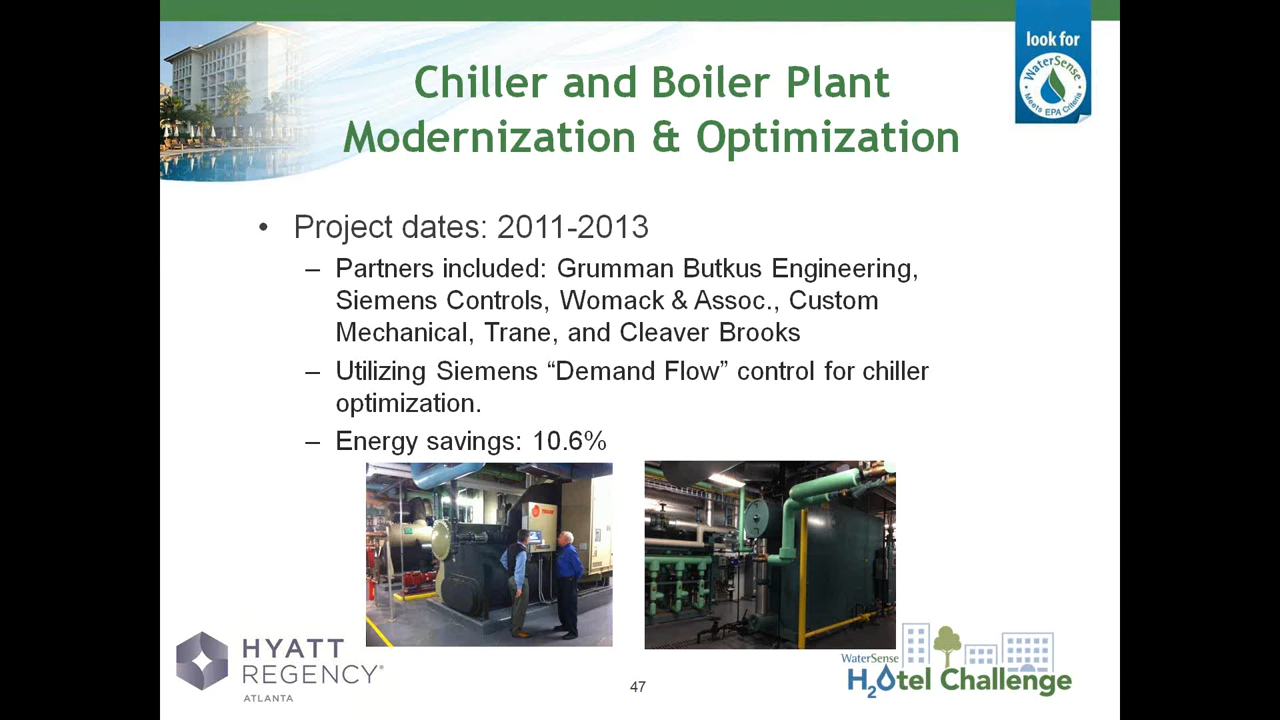 look for
WaterSense
Meets EPA Criteria
Chiller and Boiler Plant
Modernization & Optimization
• Project dates: 2011-2013
– Partners included: Grumman Butkus Engineering,
Siemens Controls, Womack & Assoc., Custom
Mechanical, Trane, and Cleaver Brooks
– Utilizing Siemens “Demand Flow” control for chiller
optimization.
– Energy savings: 10.6%
TRANE
HYATT
REGENCY®
ATLANTA
47
WaterSense
H2Otel Challenge